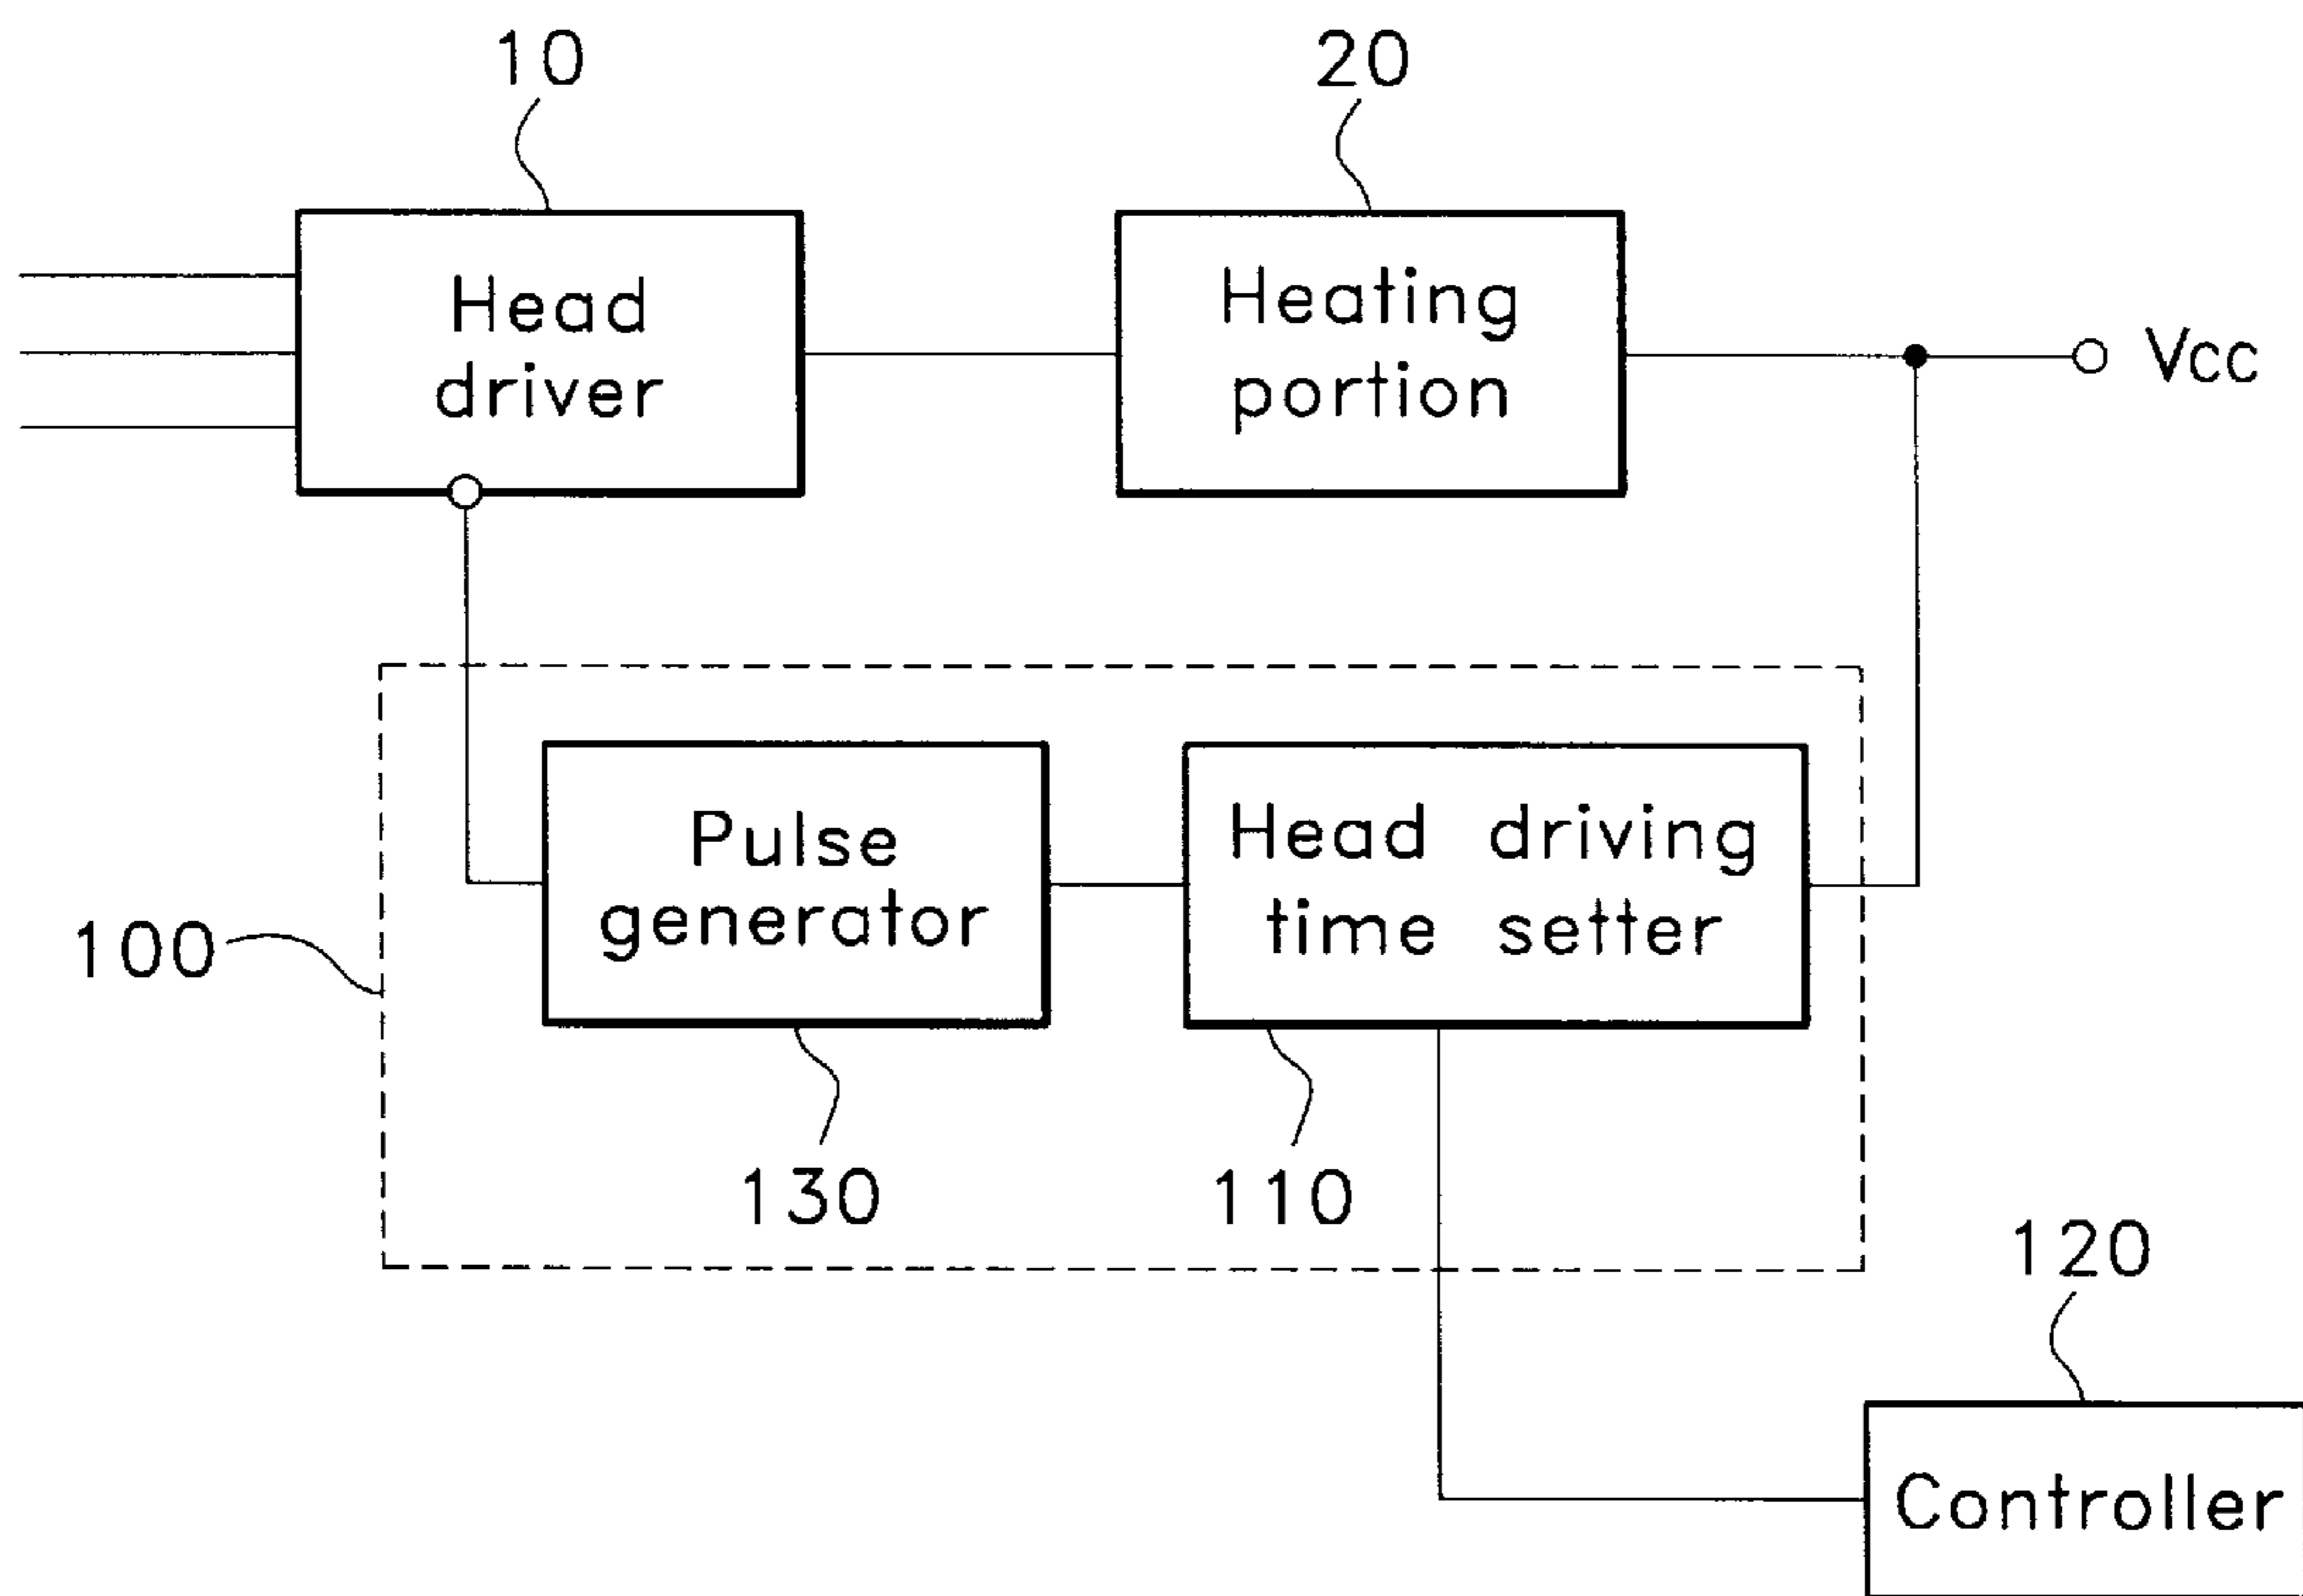 10
20
Head
driver
Heating
portion
Vcc
Pulse
generator
Head driving
time setter
100
130
110
120
Controller